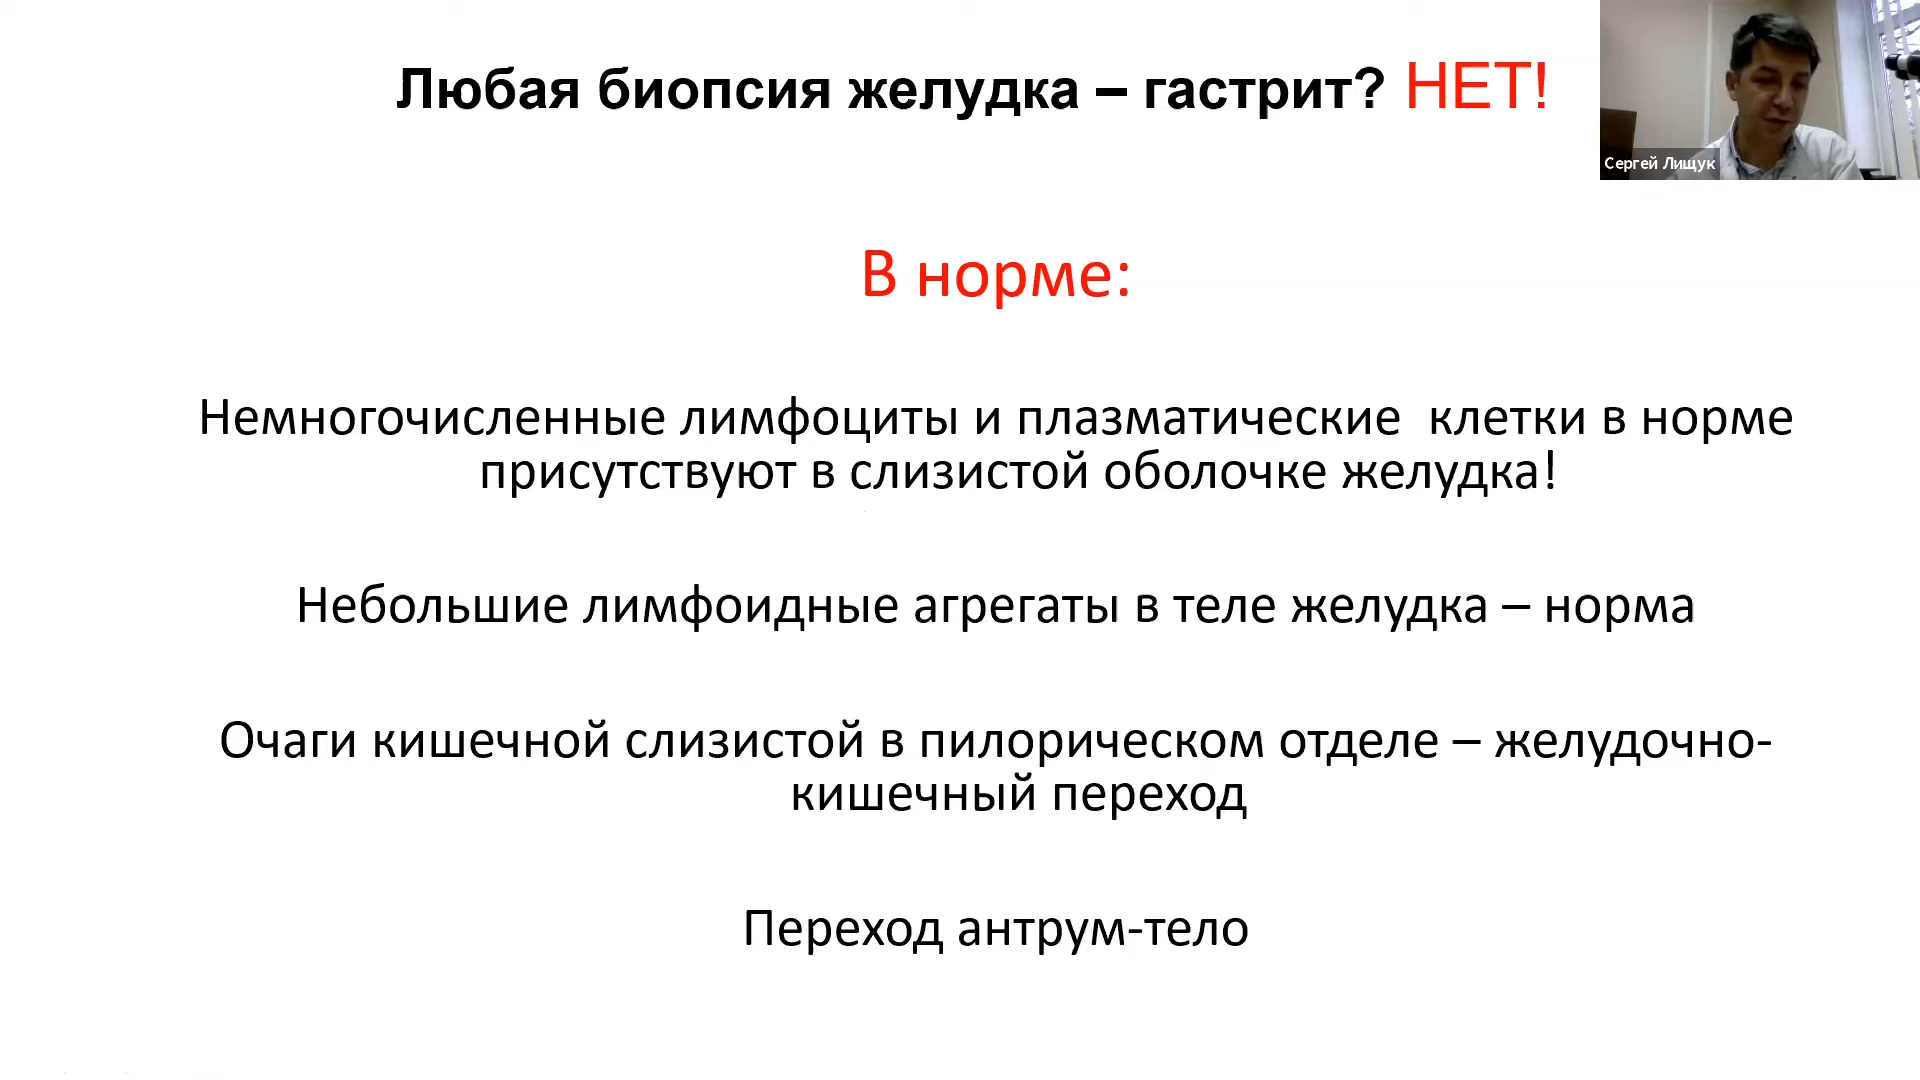 Любая биопсия желудка – гастрит? НЕТ!
Сергей Лищук
В норме:
Немногочисленные лимфоциты и плазматические клетки в норме
присутствуют в слизистой оболочке желудка!
Небольшие лимфоидные агрегаты в теле желудка – норма
Очаги кишечной слизистой в пилорическом отделе – желудочно-
кишечный переход
Переход антрум-тело